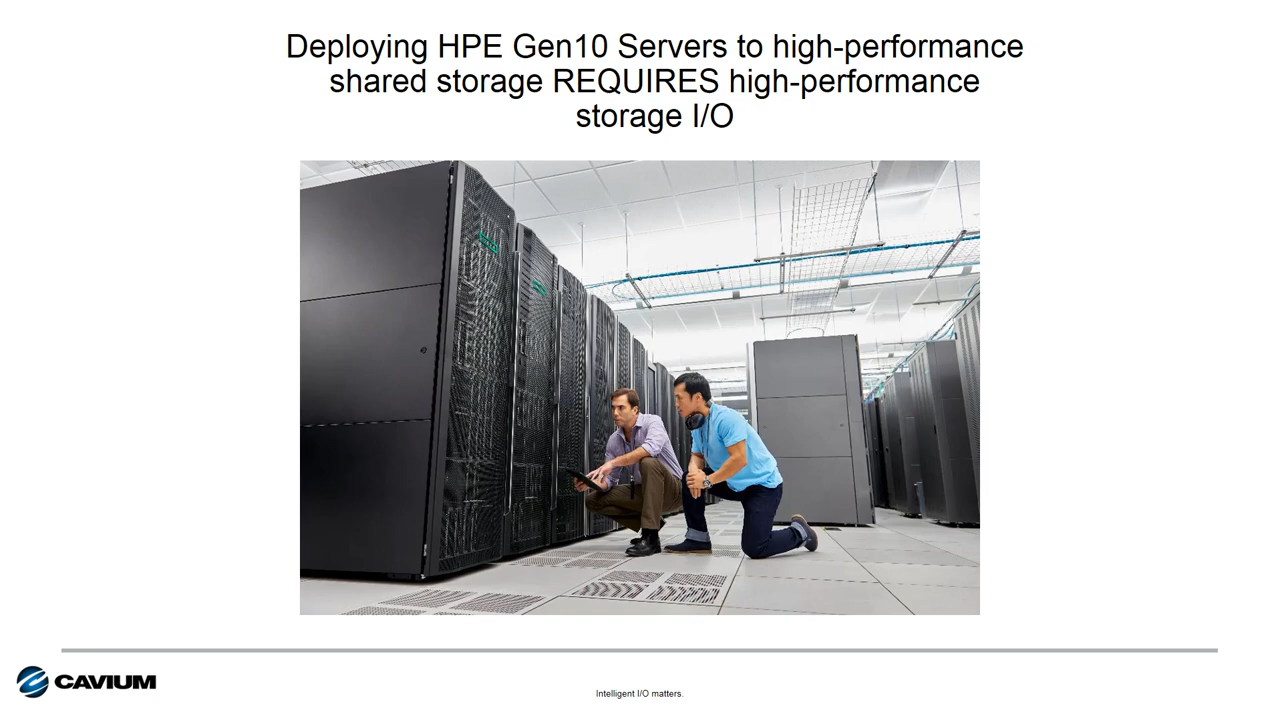 Deploying HPE Gen10 Servers to high-performance
shared storage REQUIRES high-performance
storage I/O
CAVIUM
Intelligent I/O matters.